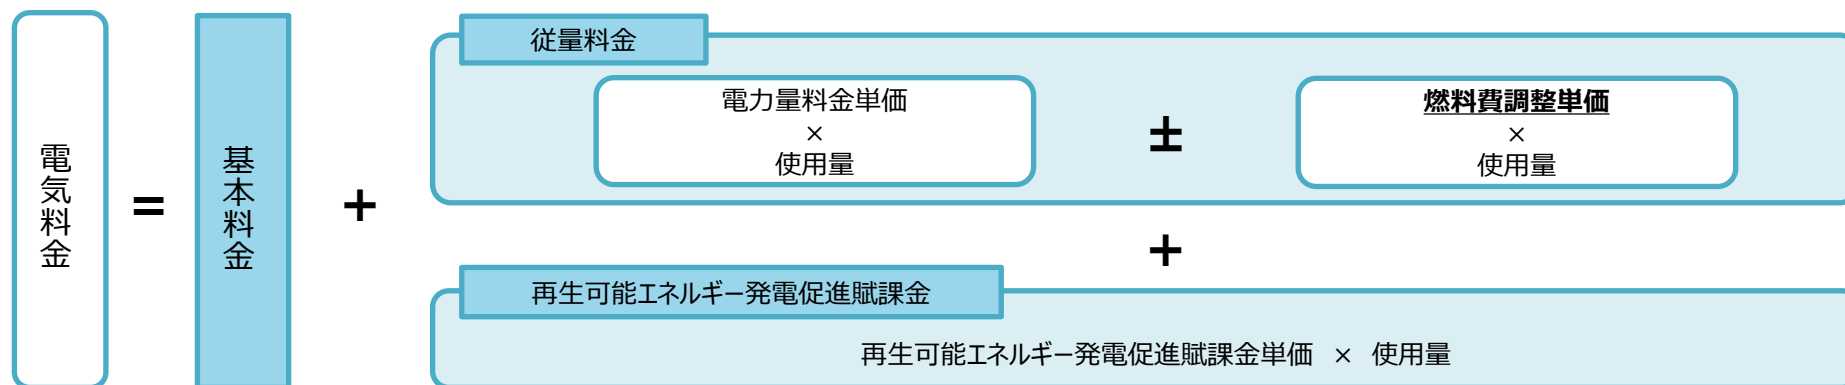 電気料金
=
基本料金
+
従量料金
電力量料金単価
×
使用量
±
燃料費調整単価
×
使用量
+
再生可能エネルギー発電促進賦課金
再生可能エネルギー発電促進賦課金単価 × 使用量